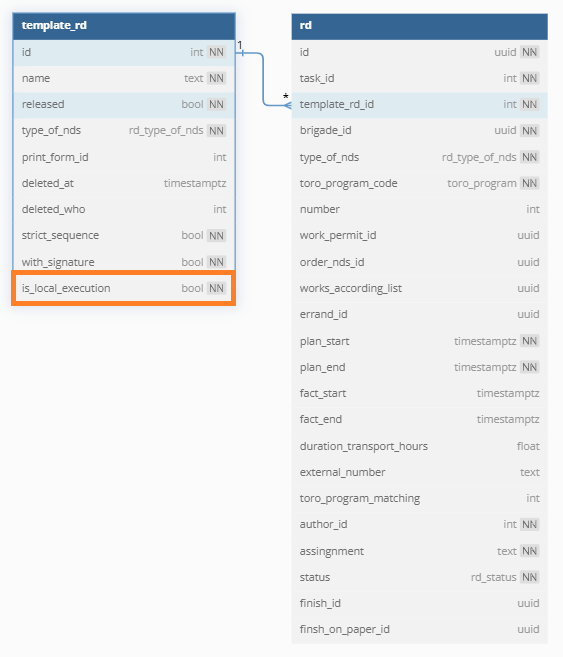 template_rd
id int NN
name text NN
released bool NN
type_of_nds rd_type_of_nds NN
print_form_id int
deleted_at timestamptz
deleted_who int
strict_sequence bool NN
with_signature bool NN
is_local_execution bool NN
1
*
rd
id uuid NN
task_id int NN
template_rd_id int NN
brigade_id uuid NN
type_of_nds rd_type_of_nds NN
toro_program_code toro_program NN
number int
work_permit_id uuid
order_nds_id uuid
works_according_list uuid
errand_id uuid
plan_start timestamptz NN
plan_end timestamptz NN
fact_start timestamptz
fact_end timestamptz
duration_transport_hours float
external_number text
toro_program_matching int
author_id int NN
assingnment text NN
status rd_status NN
finish_id uuid
finsh_on_paper_id uuid